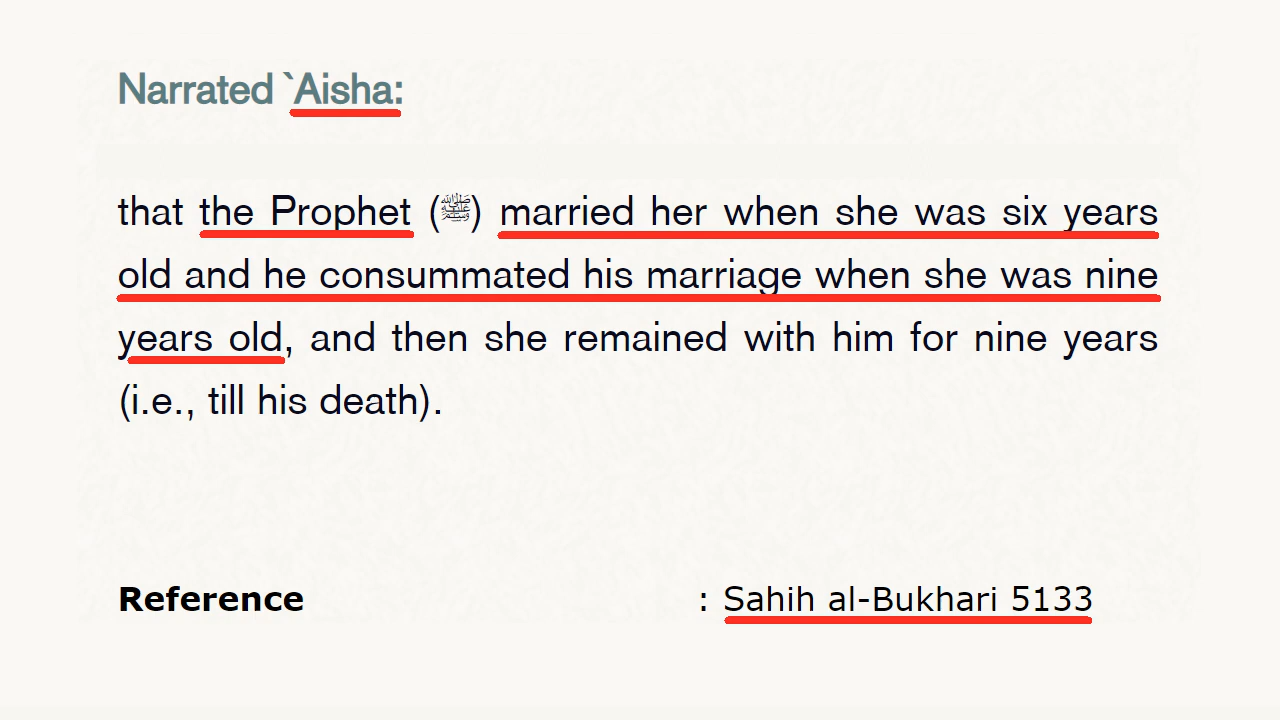 Narrated `Aisha:
that the Prophet (ﷺ) married her when she was six years
old and he consummated his marriage when she was nine
years old, and then she remained with him for nine years
(i.e., till his death).
Reference : Sahih al-Bukhari 5133